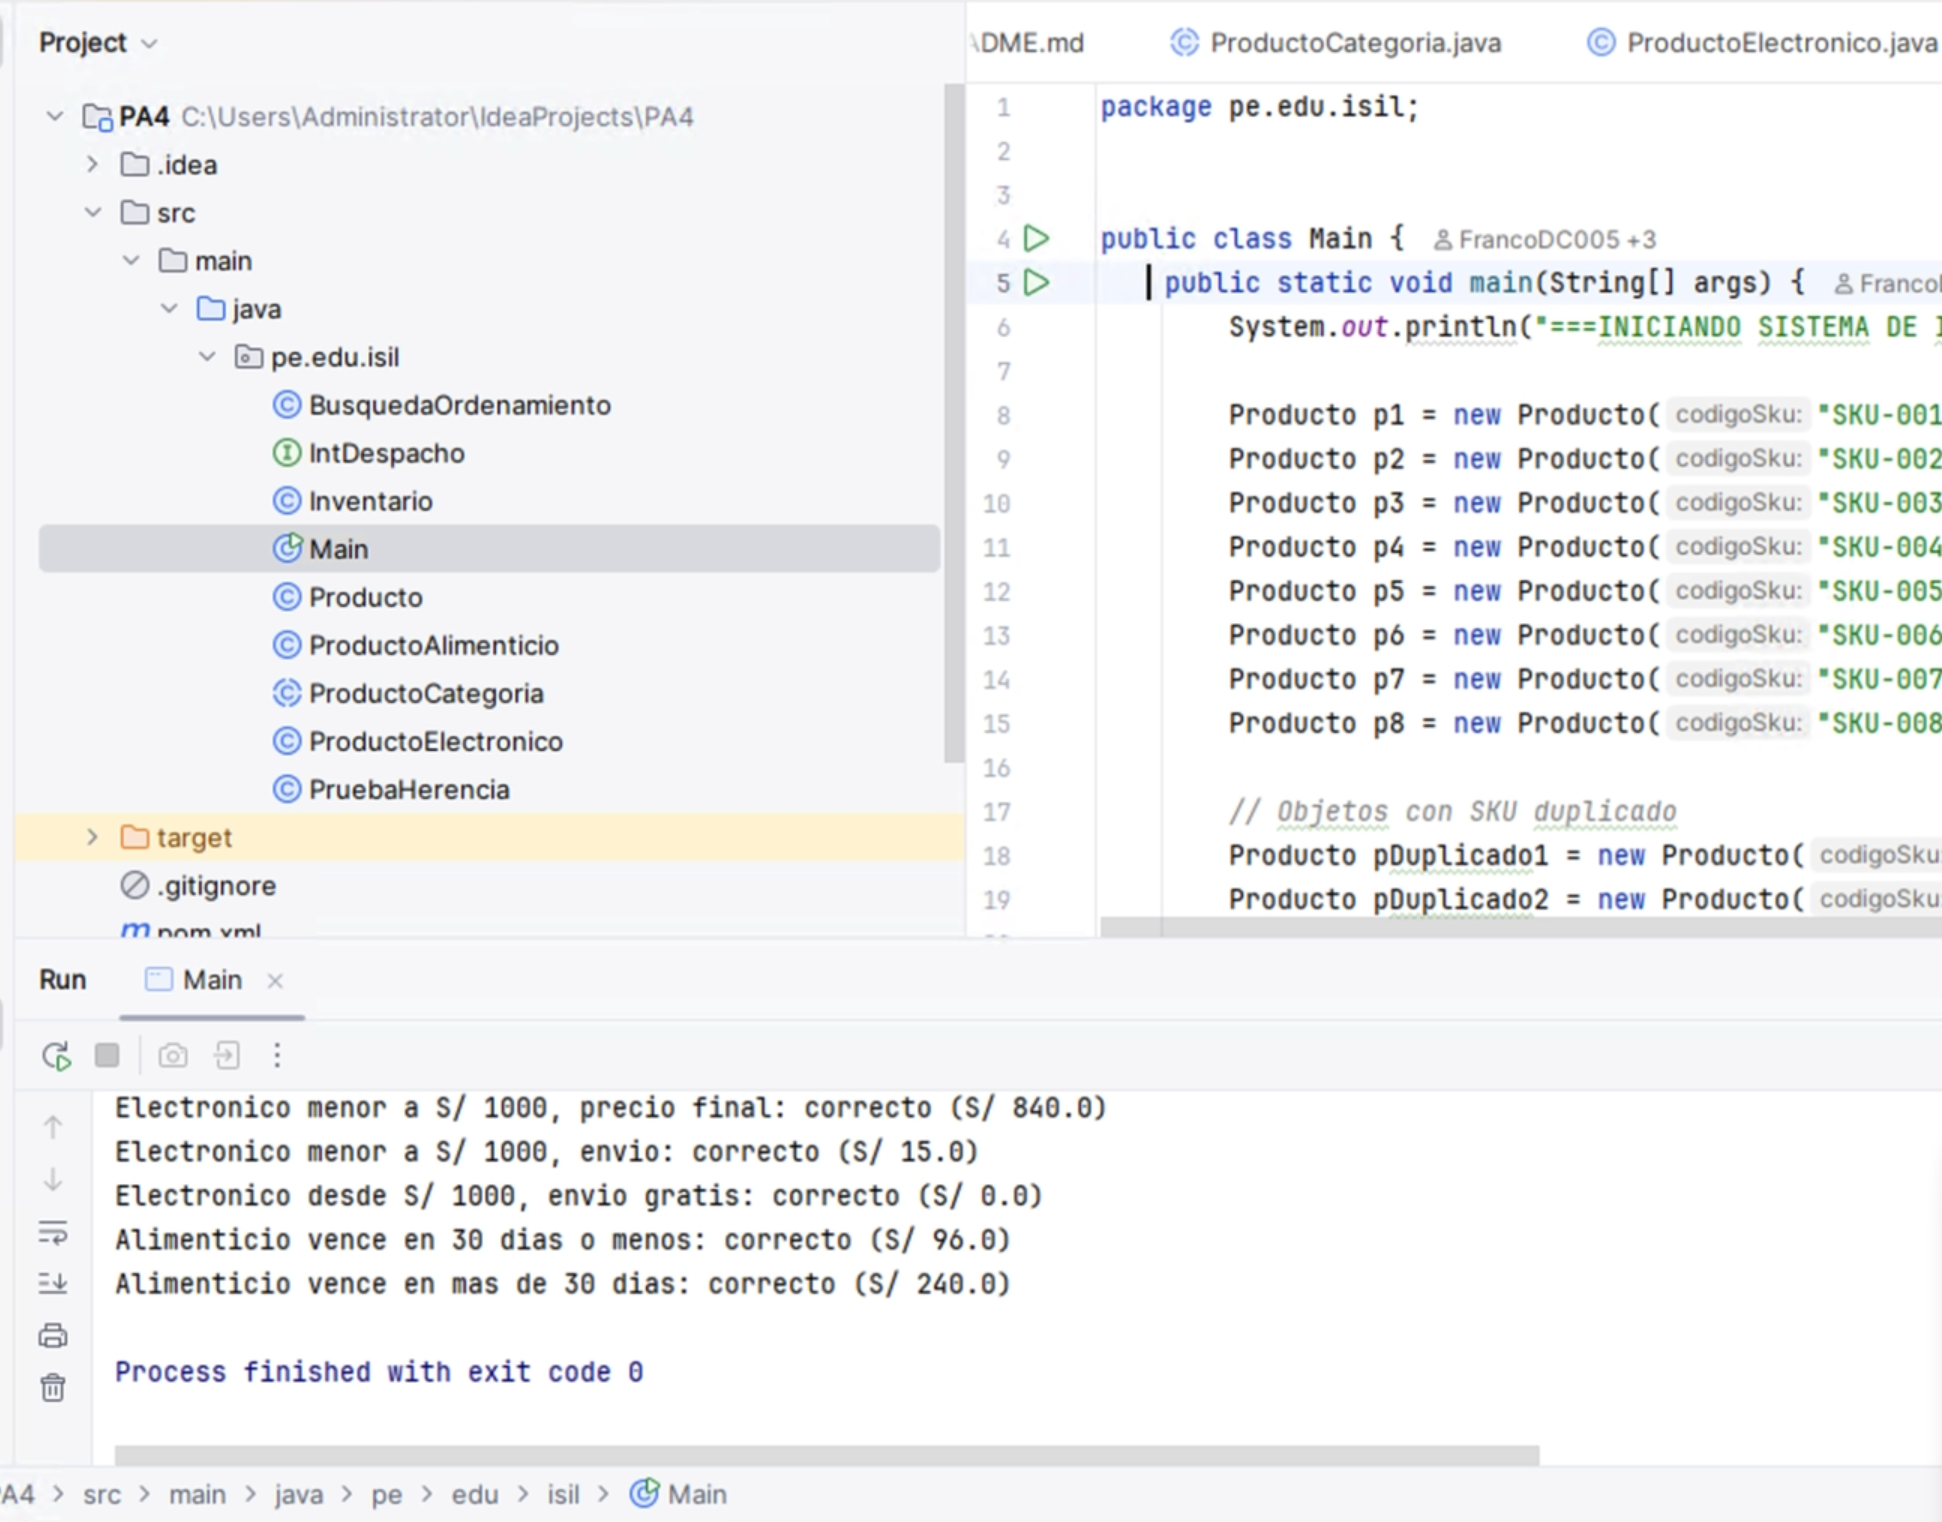 Project
PA4 C:\Users\Administrator\IdeaProjects\PA4
.idea
src
main
java
pe.edu.isil
BusquedaOrdenamiento
IntDespacho
Inventario
Main
Producto
ProductoAlimenticio
ProductoCategoria
ProductoElectronico
PruebaHerencia
target
.gitignore
pom.xml
ADME.md ProductoCategoria.java ProductoElectronico.java
1 package pe.edu.isil;
2
3
4 public class Main { FrancoDC005 +3
5 public static void main(String[] args) { Franco
6 System.out.println("===INICIANDO SISTEMA DE
7
8 Producto p1 = new Producto( codigoSku: "SKU-001
9 Producto p2 = new Producto( codigoSku: "SKU-002
10 Producto p3 = new Producto( codigoSku: "SKU-003
11 Producto p4 = new Producto( codigoSku: "SKU-004
12 Producto p5 = new Producto( codigoSku: "SKU-005
13 Producto p6 = new Producto( codigoSku: "SKU-006
14 Producto p7 = new Producto( codigoSku: "SKU-007
15 Producto p8 = new Producto( codigoSku: "SKU-008
16
17 // Objetos con SKU duplicado
18 Producto pDuplicado1 = new Producto( codigoSku:
19 Producto pDuplicado2 = new Producto( codigoSku:
Run Main
Electronico menor a S/ 1000, precio final: correcto (S/ 840.0)
Electronico menor a S/ 1000, envio: correcto (S/ 15.0)
Electronico desde S/ 1000, envio gratis: correcto (S/ 0.0)
Alimenticio vence en 30 dias o menos: correcto (S/ 96.0)
Alimenticio vence en mas de 30 dias: correcto (S/ 240.0)
Process finished with exit code 0
PA4 > src > main > java > pe > edu > isil > Main